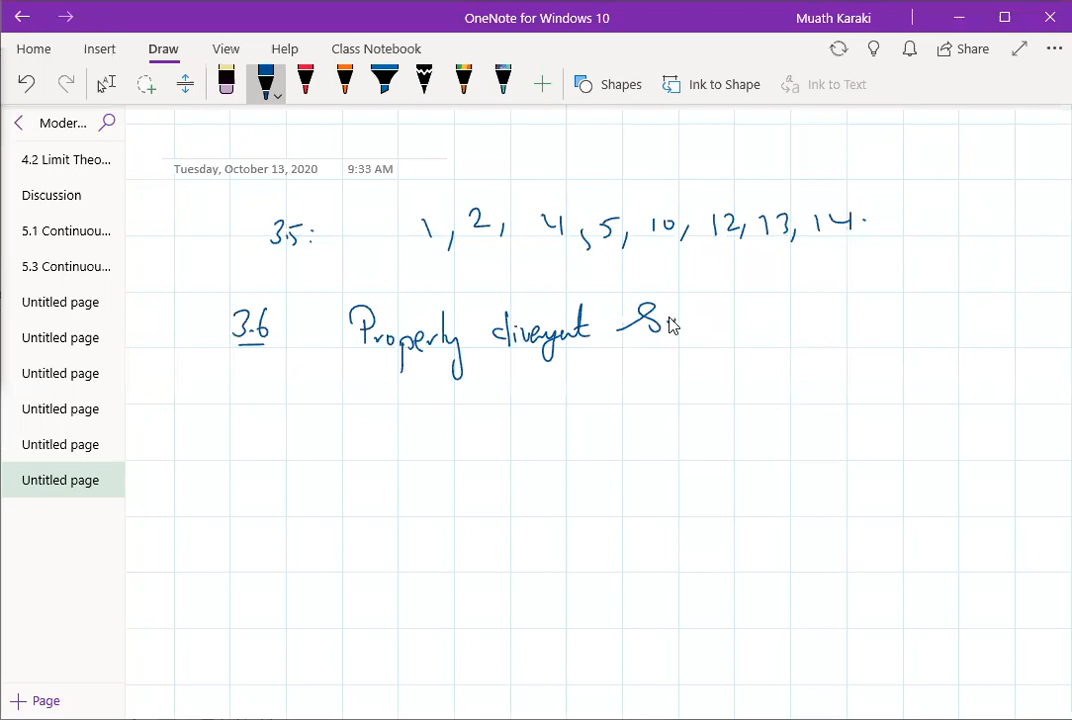 OneNote for Windows 10
Muath Karaki
Home Insert Draw View Help Class Notebook
Share
Shapes Ink to Shape Ink to Text
Moder...
4.2 Limit Theo...
Discussion
5.1 Continuou...
5.3 Continuou...
Untitled page
Untitled page
Untitled page
Untitled page
Untitled page
Untitled page
Page
Tuesday, October 13, 2020 9:33 AM
3.5: 1, 2, 4, 5, 10, 12, 13, 14.
3.6 Properly divergent S